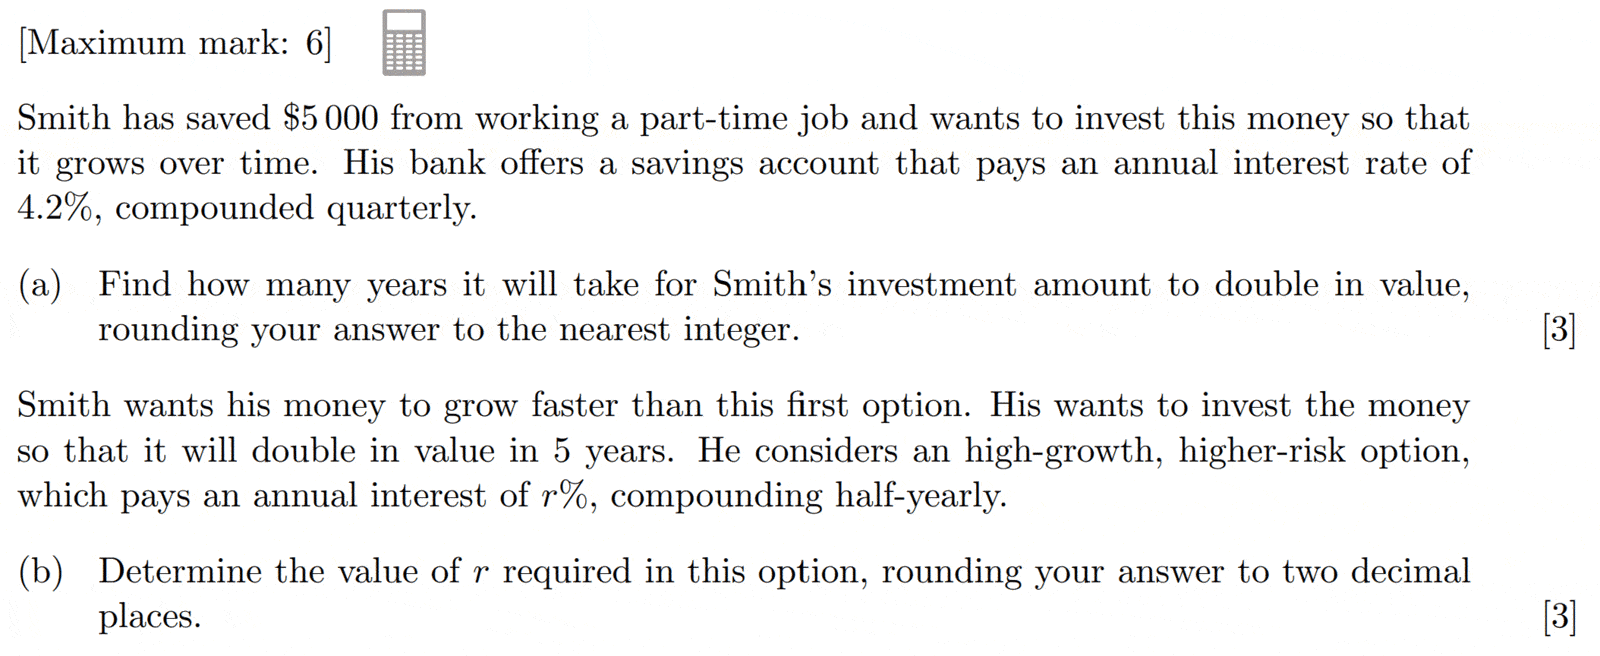 [Maximum mark: 6]
Smith has saved $5 000 from working a part-time job and wants to invest this money so that
it grows over time. His bank offers a savings account that pays an annual interest rate of
4.2%, compounded quarterly.
(a) Find how many years it will take for Smith's investment amount to double in value,
rounding your answer to the nearest integer. [3]
Smith wants his money to grow faster than this first option. His wants to invest the money
so that it will double in value in 5 years. He considers an high-growth, higher-risk option,
which pays an annual interest of r%, compounding half-yearly.
(b) Determine the value of r required in this option, rounding your answer to two decimal
places. [3]